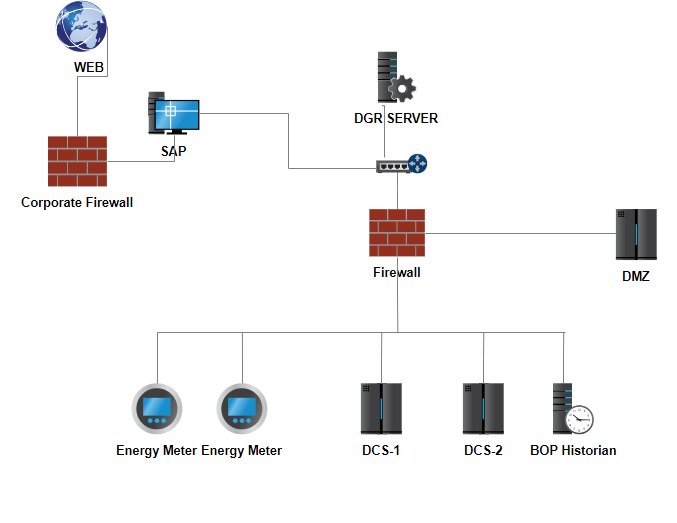 WEB
DGR SERVER
SAP
Corporate Firewall
Firewall
DMZ
Energy Meter
Energy Meter
DCS-1
DCS-2
BOP Historian